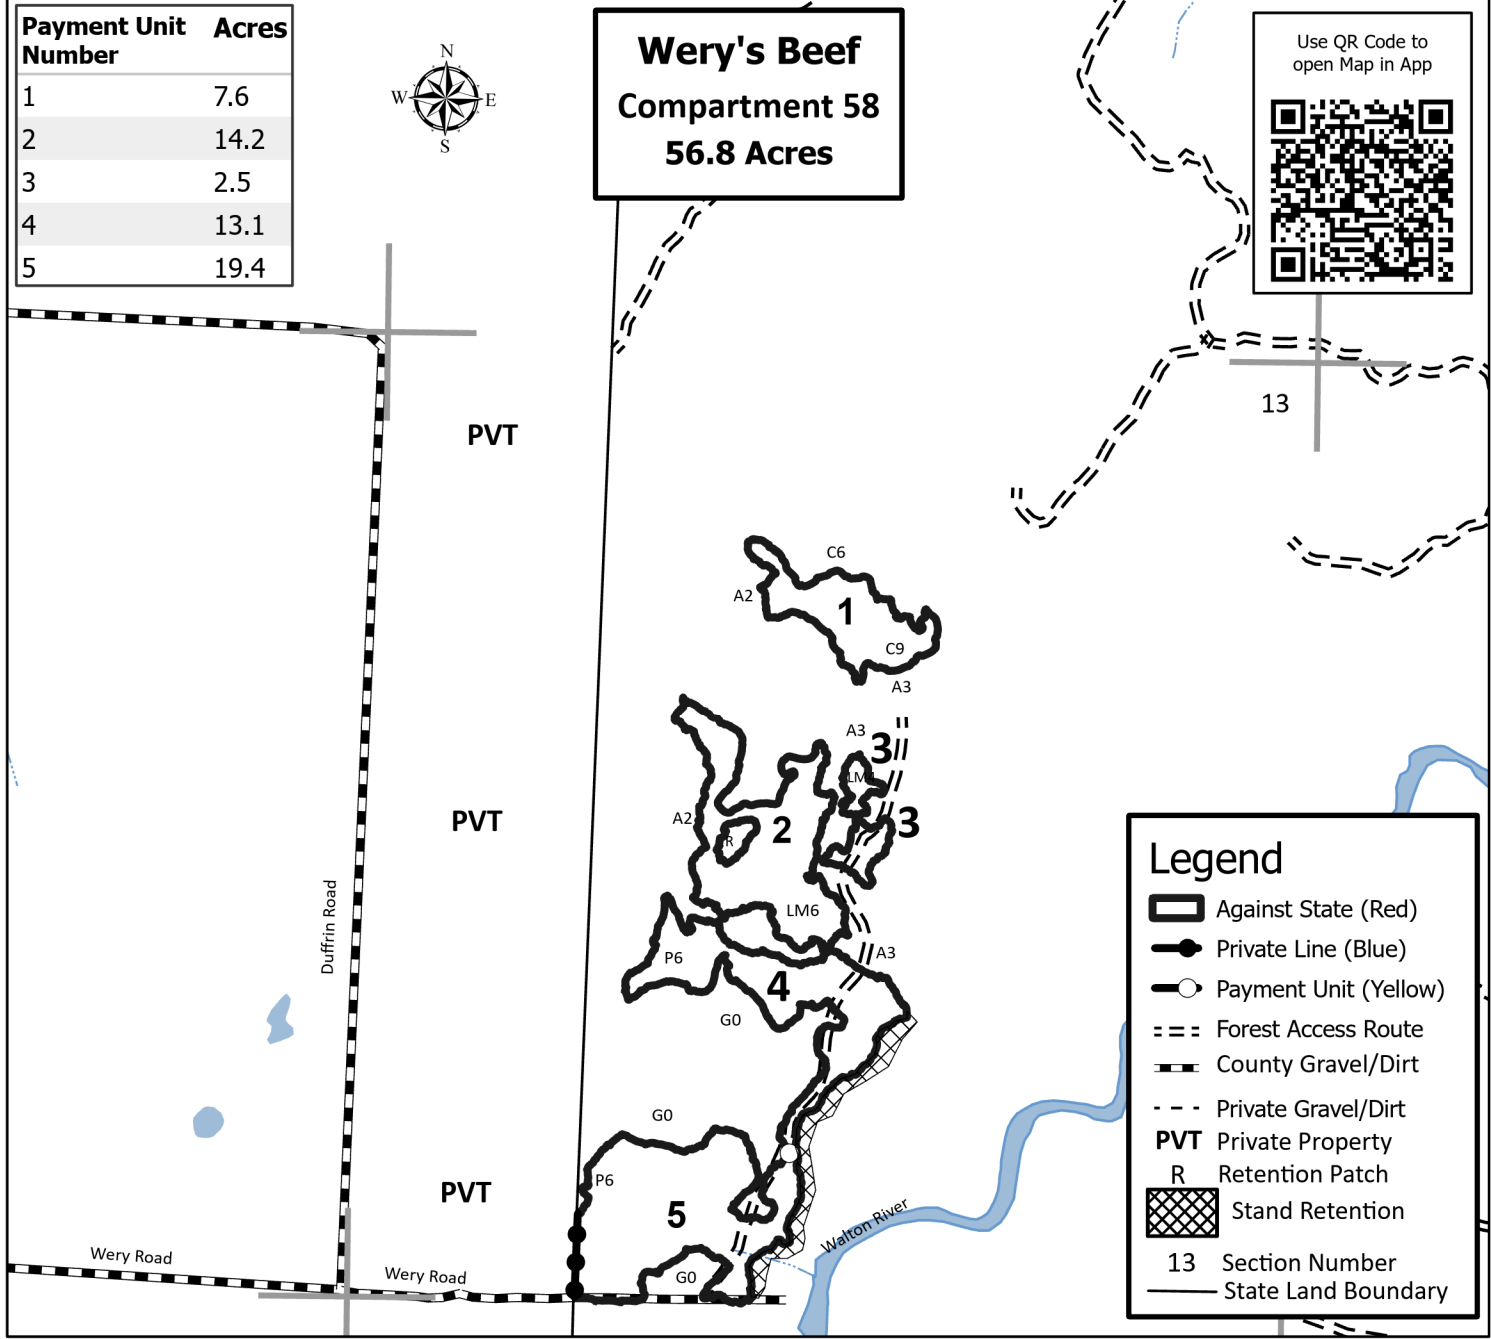 Payment Unit Number Acres
1 7.6
2 14.2
3 2.5
4 13.1
5 19.4
N
W E
S
Wery's Beef
Compartment 58
56.8 Acres
Use QR Code to
open Map in App
13
PVT
C6
A2
1
C9
A3
A3
3
LM4
PVT
A2
R
2
3
LM6
Duffrin Road
P6
A3
4
G0
G0
P6
PVT
5
G0
Walton River
Wery Road
Wery Road
Legend
Against State (Red)
Private Line (Blue)
Payment Unit (Yellow)
Forest Access Route
County Gravel/Dirt
Private Gravel/Dirt
PVT Private Property
R Retention Patch
Stand Retention
13 Section Number
State Land Boundary